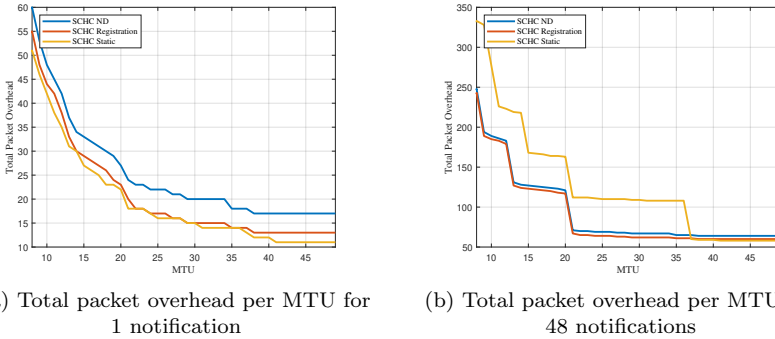 60
55
50
45
40
35
30
25
20
15
10
Total Packet Overhead
SCHC ND
SCHC Registration
SCHC Static
10 15 20 25 30 35 40 45
MTU
) Total packet overhead per MTU for
1 notification
350
300
250
200
150
100
50
Total Packet Overhead
SCHC ND
SCHC Registration
SCHC Static
10 15 20 25 30 35 40 45
MTU
(b) Total packet overhead per MTU
48 notifications